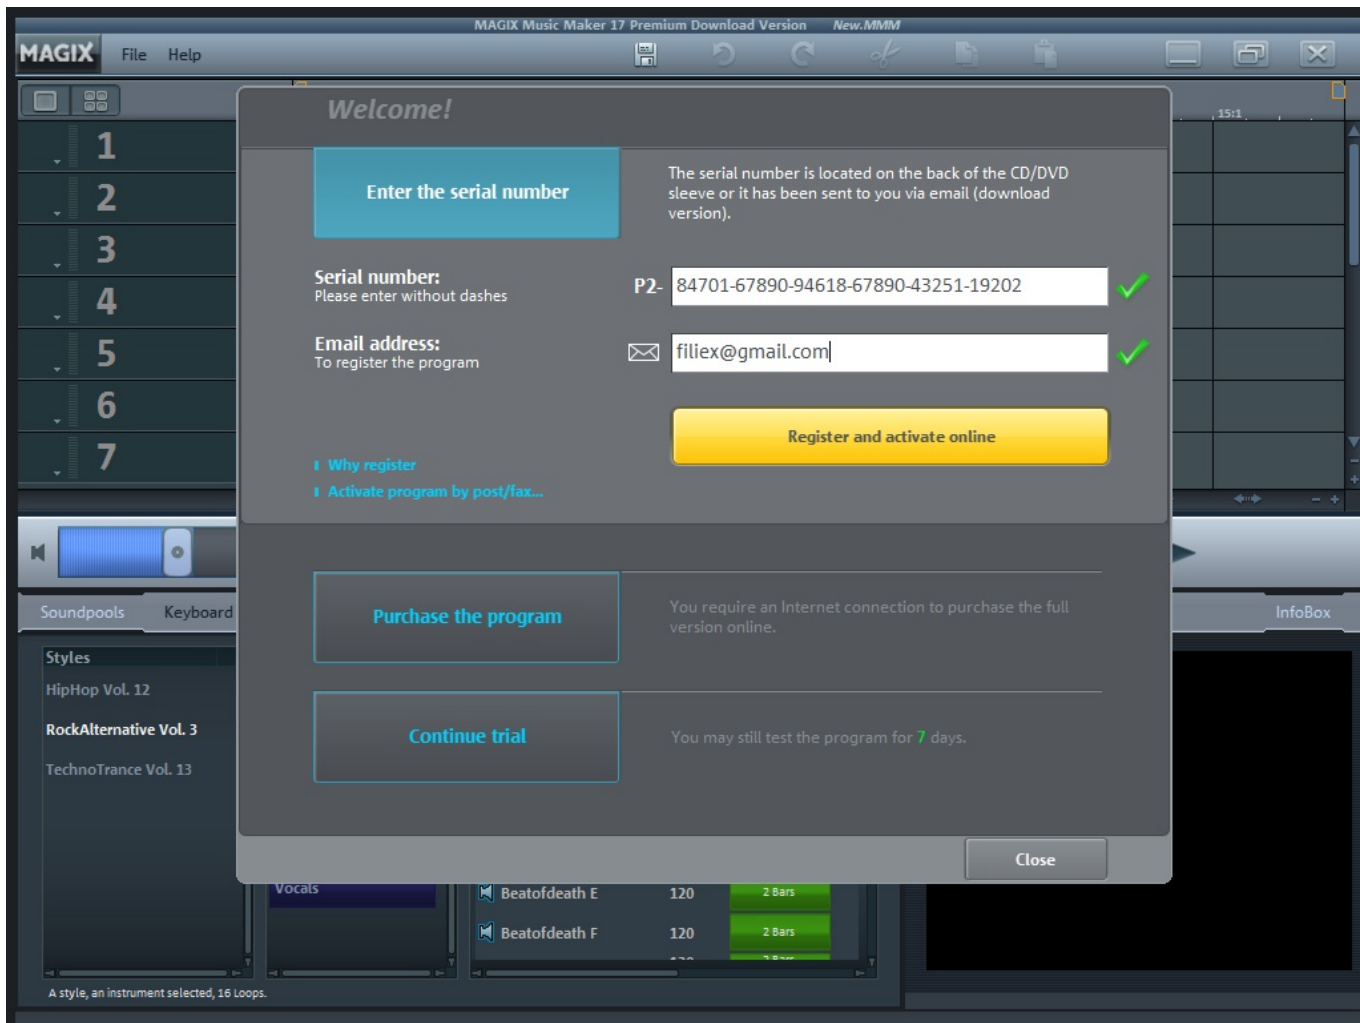 MAGIX Music Maker 17 Premium Download Version New.MMM
MAGIX File Help
Welcome!
15:1
1
2
3
4
5
6
7
Enter the serial number
The serial number is located on the back of the CD/DVD
sleeve or it has been sent to you via email (download
version).
Serial number:
Please enter without dashes
P2- 84701-67890-94618-67890-43251-19202
Email address:
To register the program
filiex@gmail.com
Register and activate online
Why register
Activate program by post/fax...
Purchase the program
You require an Internet connection to purchase the full
version online.
Continue trial
You may still test the program for 7 days.
Close
Soundpools Keyboard InfoBox
Styles
HipHop Vol. 12
RockAlternative Vol. 3
TechnoTrance Vol. 13
Vocals
Beatofdeath E 120 2 Bars
Beatofdeath F 120 2 Bars
A style, an instrument selected, 16 Loops.